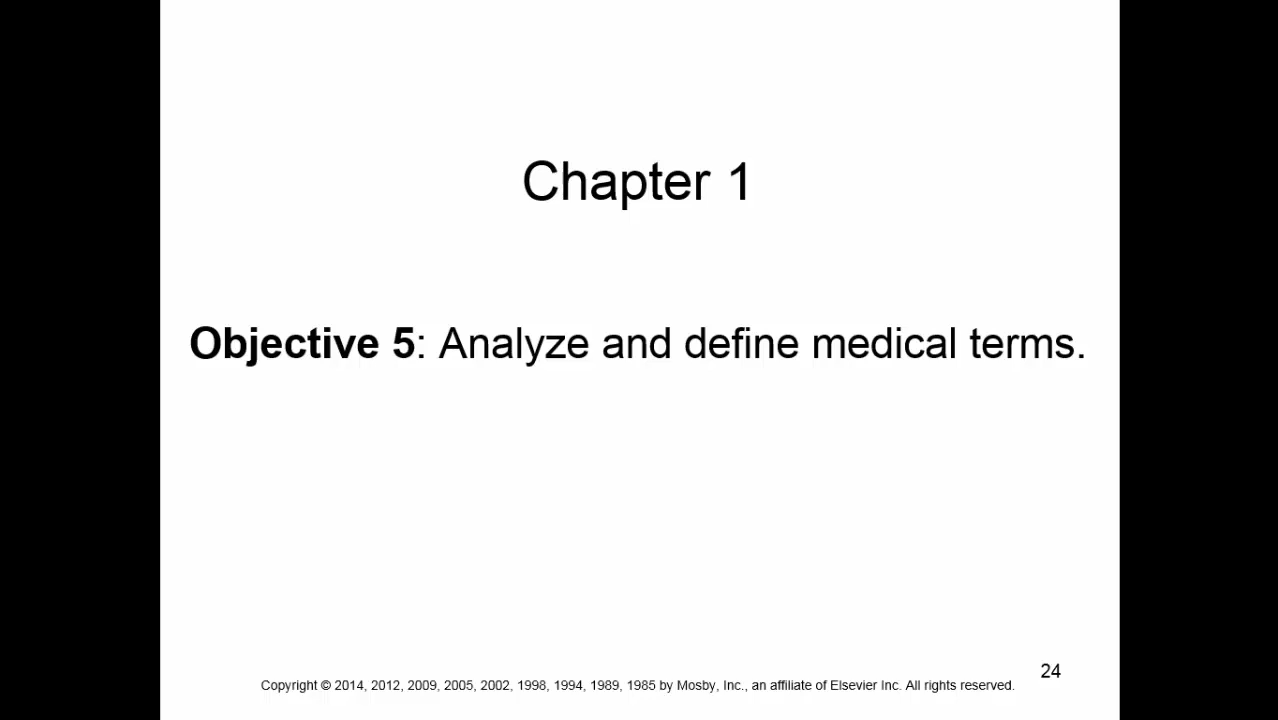 Chapter 1
Objective 5: Analyze and define medical terms.
24
Copyright © 2014, 2012, 2009, 2005, 2002, 1998, 1994, 1989, 1985 by Mosby, Inc., an affiliate of Elsevier Inc. All rights reserved.